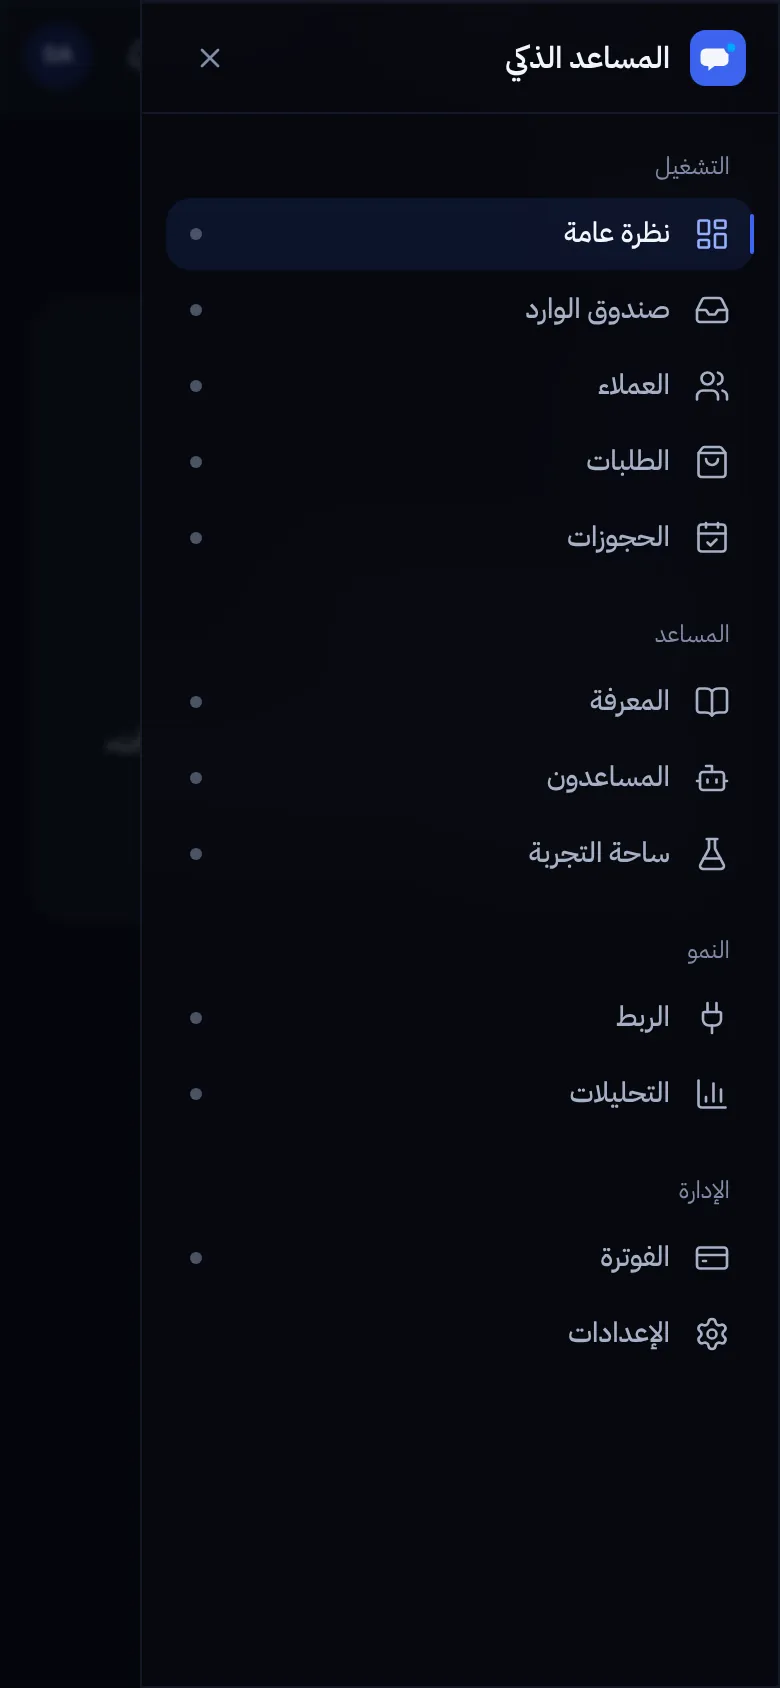 المساعد الذكي
التشغيل
نظرة عامة
صندوق الوارد
العملاء
الطلبات
الحجوزات
المساعد
المعرفة
المساعدون
ساحة التجربة
النمو
الربط
التحليلات
الإدارة
الفوترة
الإعدادات